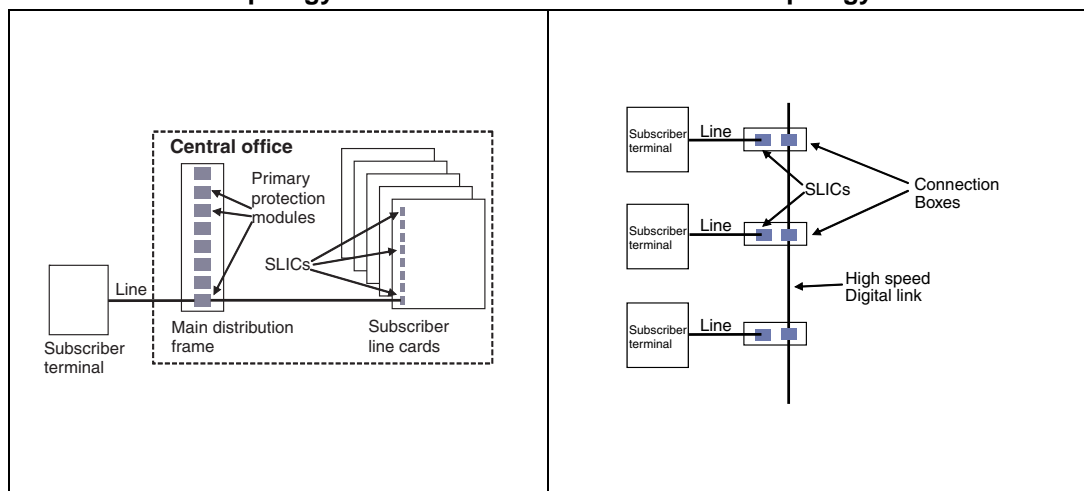 Central office
Primary
protection
modules
SLICs
Line
Main distribution
frame
Subscriber
line cards
Subscriber
terminal
Subscriber
terminal
Line
Subscriber
terminal
Line
Subscriber
terminal
Line
SLICs
Connection
Boxes
High speed
Digital link